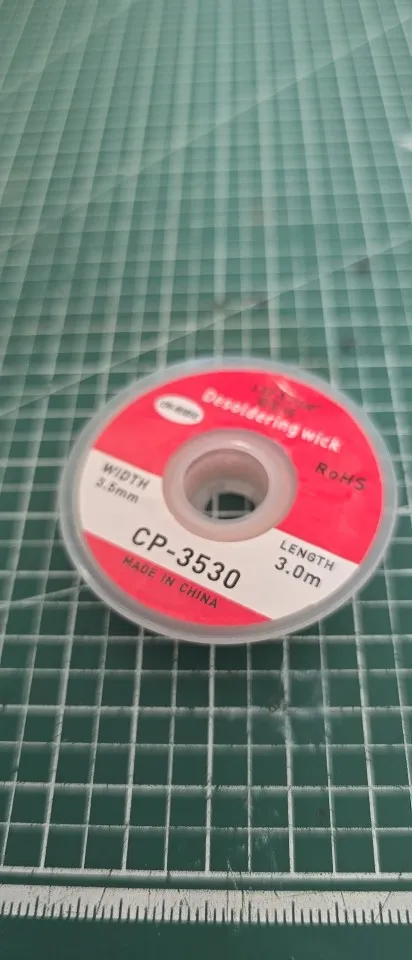 Desoldering wick
RoHS
WIDTH
3.5mm
LENGTH
3.0m
CP-3530
MADE IN CHINA